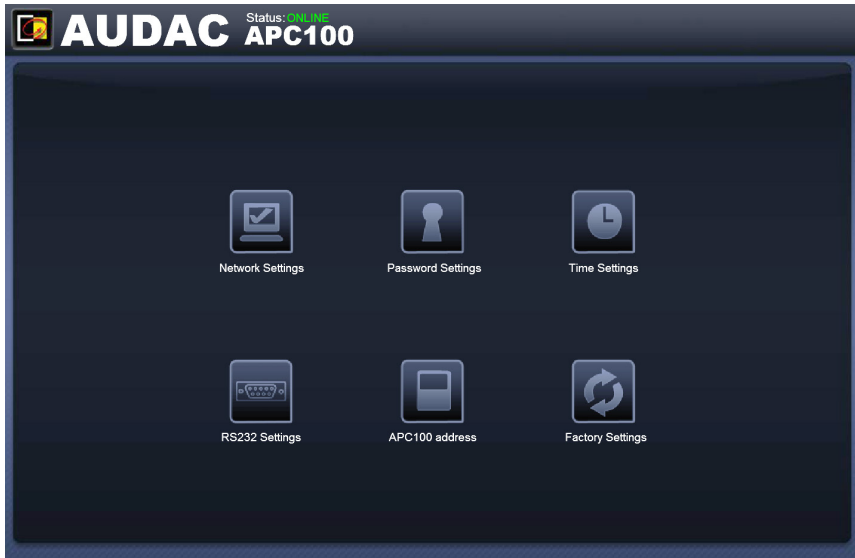 AUDAC
Status:ONLINE
APC100
Network Settings
Password Settings
Time Settings
RS232 Settings
APC100 address
Factory Settings